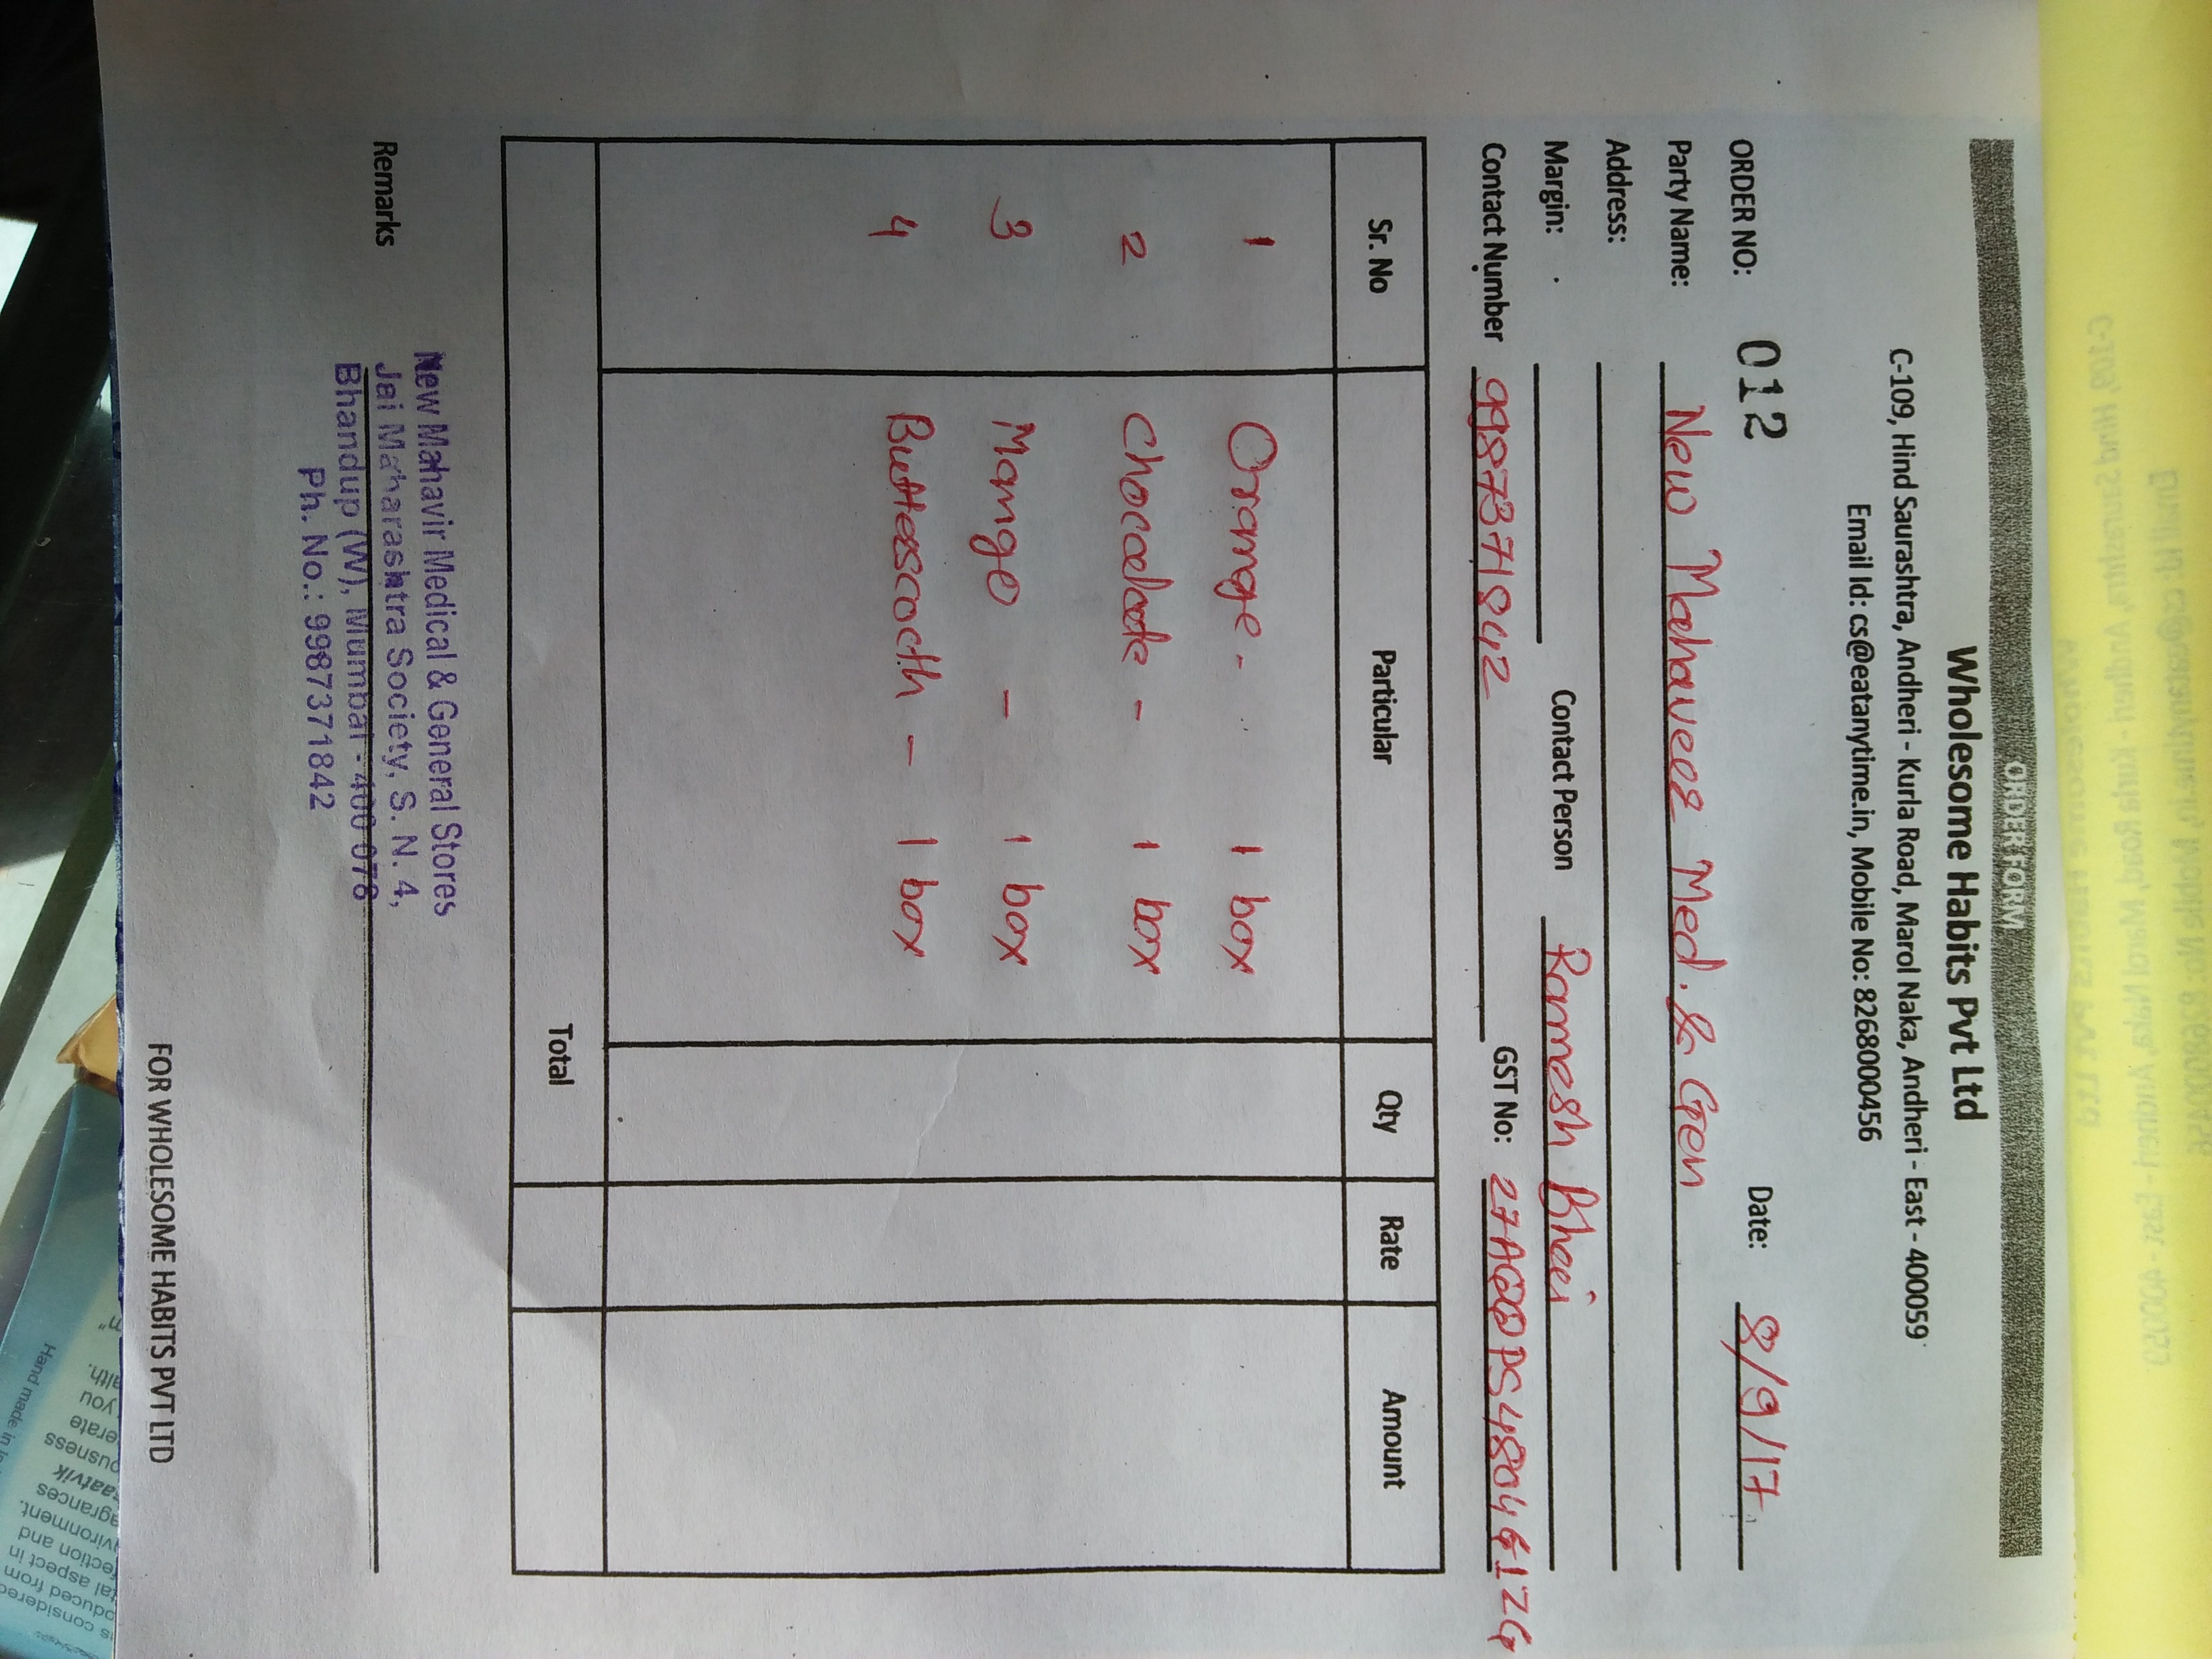 ORDER FORM
Wholesome Habits Pvt Ltd
C-109, Hind Saurashtra, Andheri - Kurla Road, Marol Naka, Andheri - East - 400059
Email Id: cs@eatanytime.in, Mobile No: 8268000456
ORDER NO: 012 Date: 8/9/17
Party Name: New Mahaveer Med. & Gen
Address:
Margin: Contact Person Ramesh Bhai
Contact Number 9987371842 GST No:
Sr. No Particular Qty Rate Amount
1 Orange - 1 box
2 Chocolate - 1 box
3 Mango - 1 box
4 Butterscocth - 1 box
Total
New Mahavir Medical & General Stores
Remarks Jai Maharashtra Society, S. N. 4,
Bhandup (W), Mumbai - 400 078
Ph. No.: 9987371842
FOR WHOLESOME HABITS PVT LTD
Hand made in